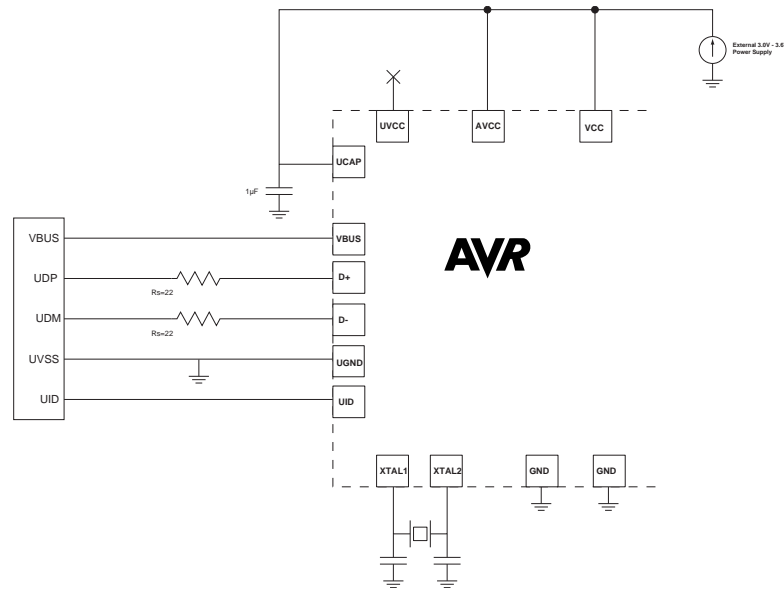 External 3.0V - 3.6
Power Supply
UVCC
AVCC
VCC
UCAP
1µF
VBUS
VBUS
UDP
Rs=22
D+
AVR
UDM
Rs=22
D-
UVSS
UGND
UID
UID
XTAL1
XTAL2
GND
GND